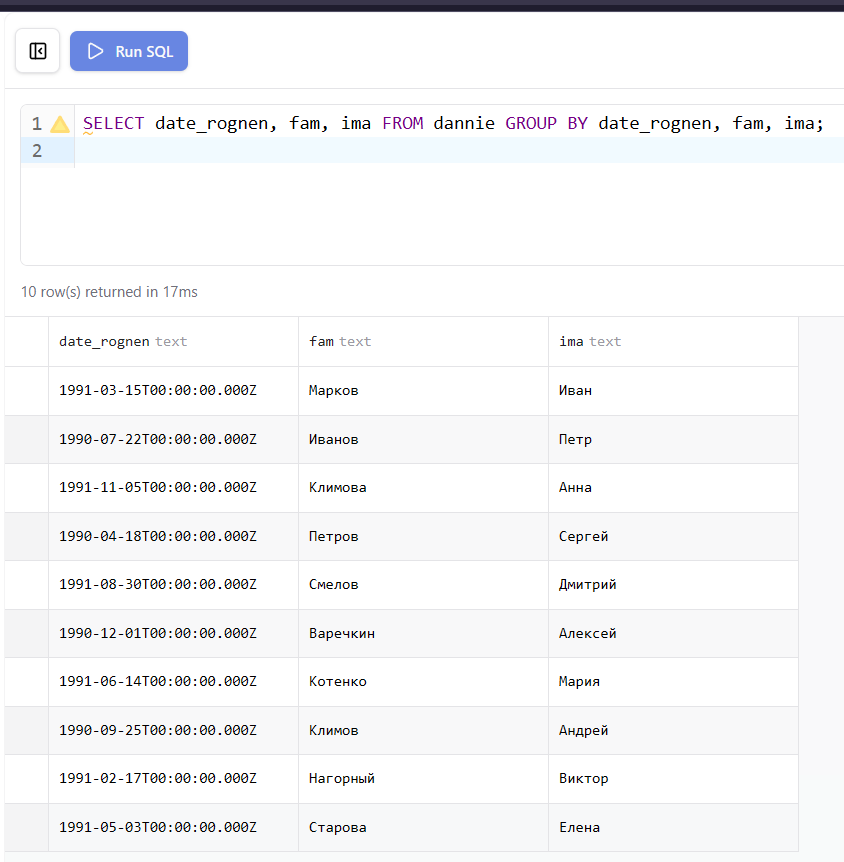 Run SQL
1 SELECT date_rognen, fam, ima FROM dannie GROUP BY date_rognen, fam, ima;
2
10 row(s) returned in 17ms
date_rognen text fam text ima text
1991-03-15T00:00:00.000Z Марков Иван
1990-07-22T00:00:00.000Z Иванов Петр
1991-11-05T00:00:00.000Z Климова Анна
1990-04-18T00:00:00.000Z Петров Сергей
1991-08-30T00:00:00.000Z Смелов Дмитрий
1990-12-01T00:00:00.000Z Варечкин Алексей
1991-06-14T00:00:00.000Z Котенко Мария
1990-09-25T00:00:00.000Z Климов Андрей
1991-02-17T00:00:00.000Z Нагорный Виктор
1991-05-03T00:00:00.000Z Старова Елена